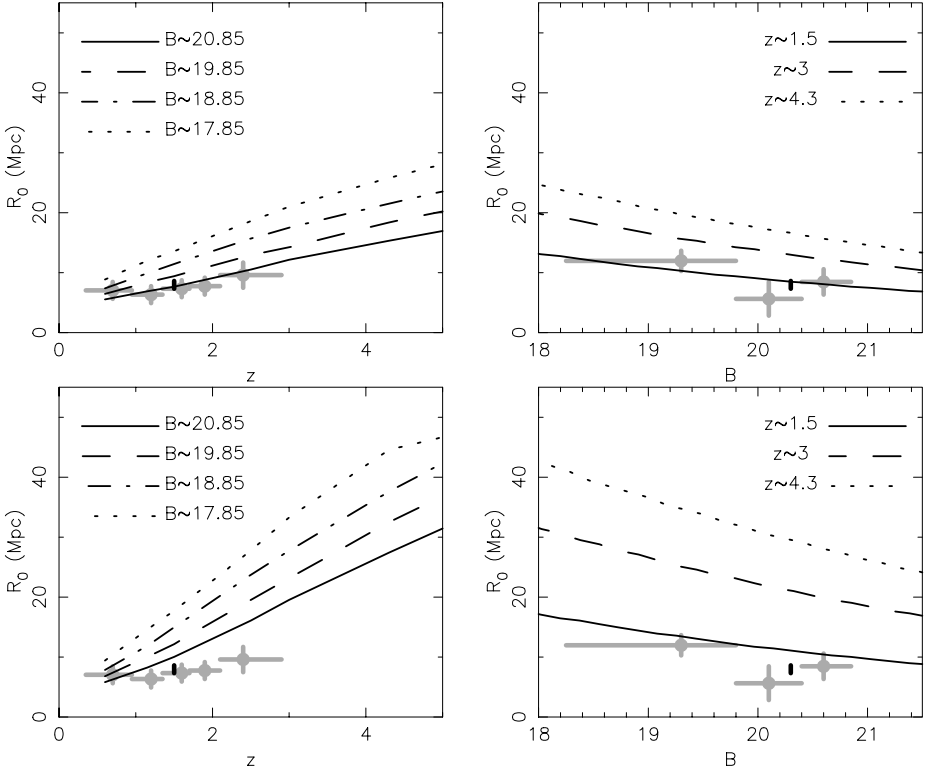 R0 (Mpc)
40
20
0
B~20.85
B~19.85
B~18.85
B~17.85
0 2 4
z
R0 (Mpc)
40
20
0
z~1.5
z~3
z~4.3
18 19 20 21
B
R0 (Mpc)
40
20
0
B~20.85
B~19.85
B~18.85
B~17.85
0 2 4
z
R0 (Mpc)
40
20
0
z~1.5
z~3
z~4.3
18 19 20 21
B